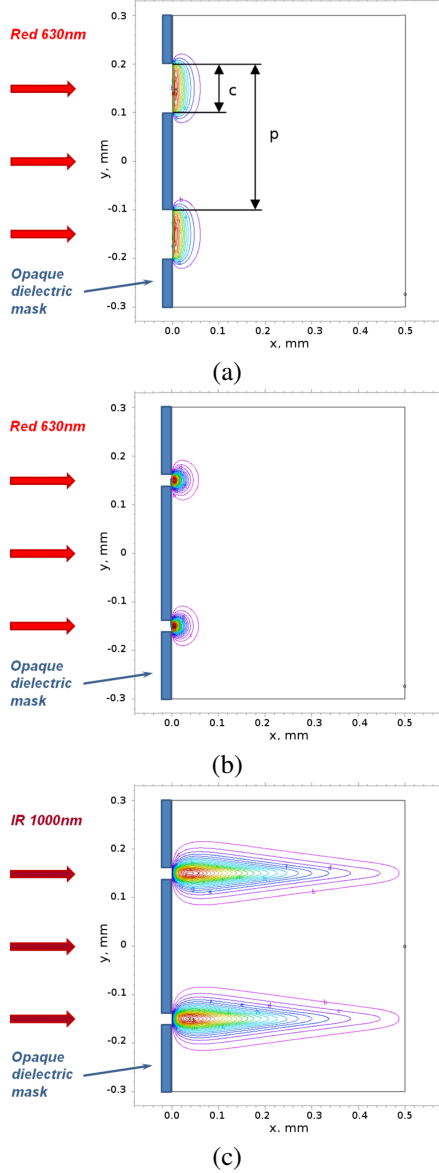 Red 630nm
Opaque
dielectric
mask
y, mm
0.3
0.2
0.1
0
-0.1
-0.2
-0.3
c
p
0.0
0.1
0.2
0.3
0.4
0.5
x, mm
(a)
Red 630nm
Opaque
dielectric
mask
y, mm
0.3
0.2
0.1
0
-0.1
-0.2
-0.3
0.0
0.1
0.2
0.3
0.4
0.5
x, mm
(b)
IR 1000nm
Opaque
dielectric
mask
y, mm
0.3
0.2
0.1
0
-0.1
-0.2
-0.3
0.0
0.1
0.2
0.3
0.4
0.5
x, mm
(c)